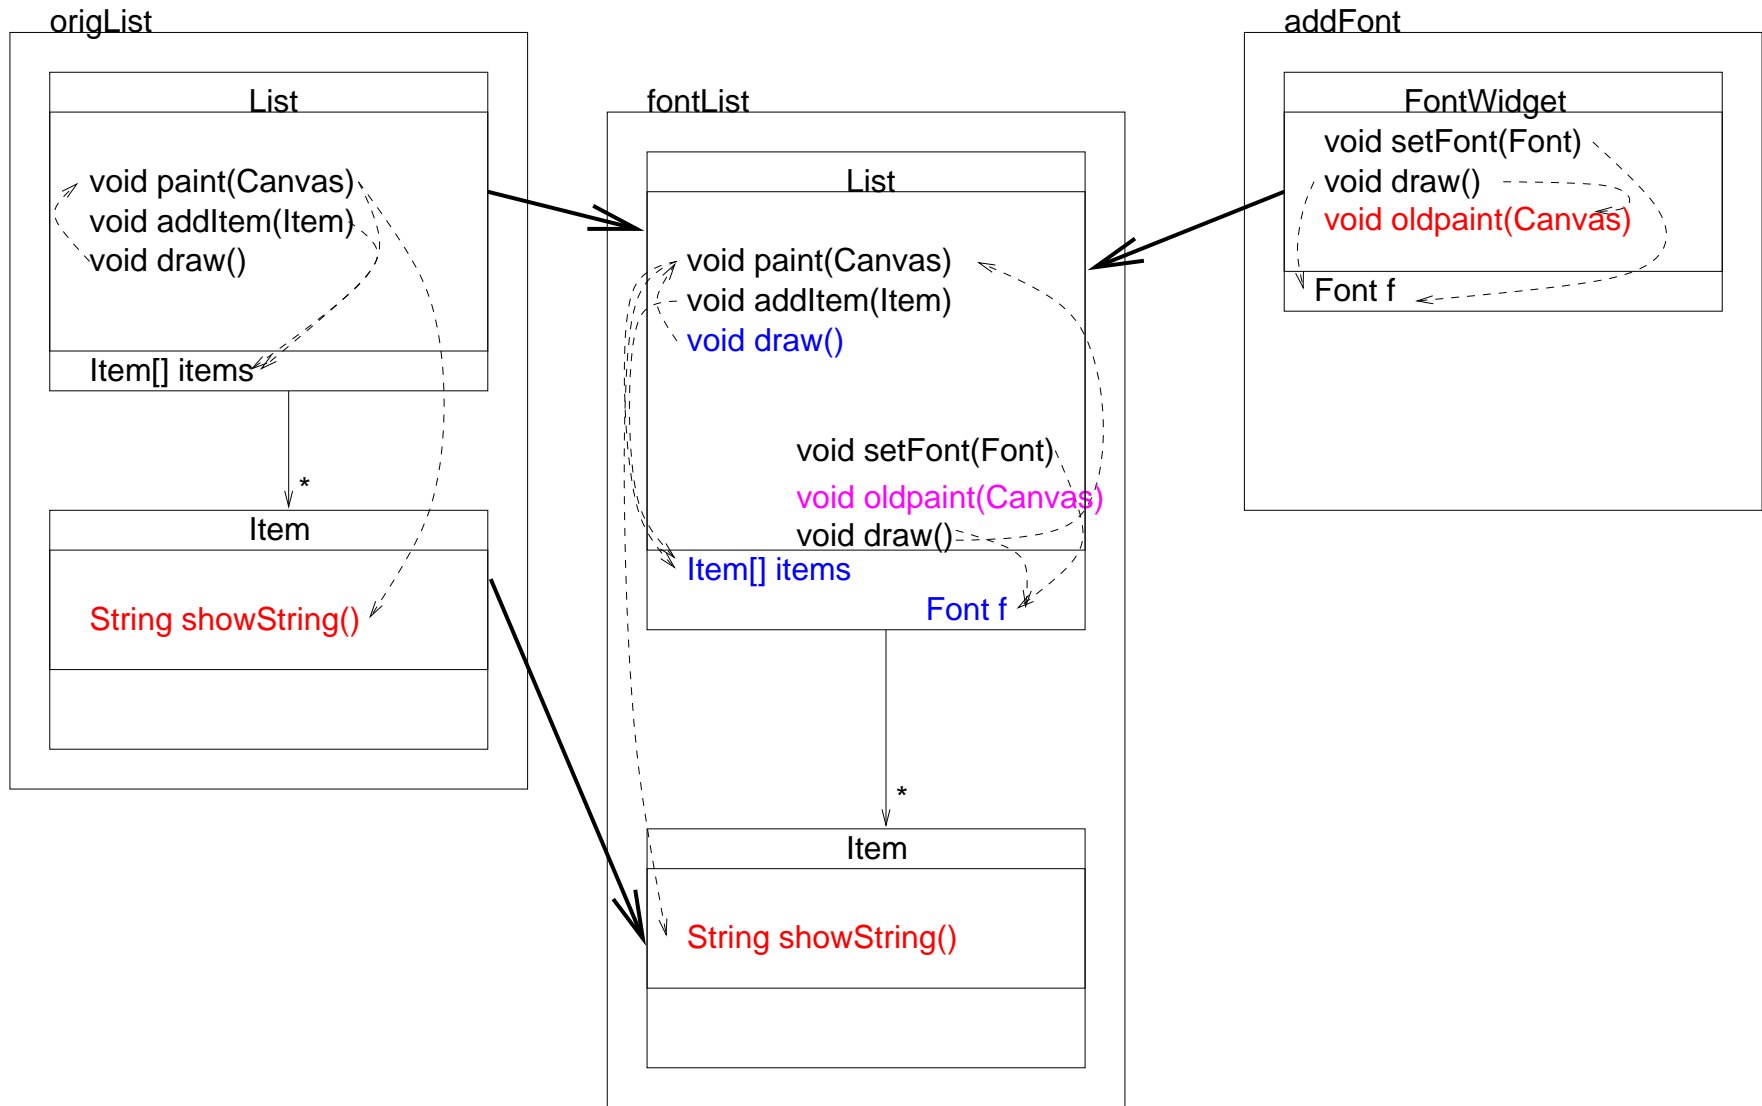 origList
List
void paint(Canvas)
void addItem(Item)
void draw()
Item[] items
*
Item
String showString()
fontList
List
void paint(Canvas)
void addItem(Item)
void draw()
void setFont(Font)
void oldpaint(Canvas)
void draw()
Item[] items
Font f
*
Item
String showString()
addFont
FontWidget
void setFont(Font)
void draw()
void oldpaint(Canvas)
Font f